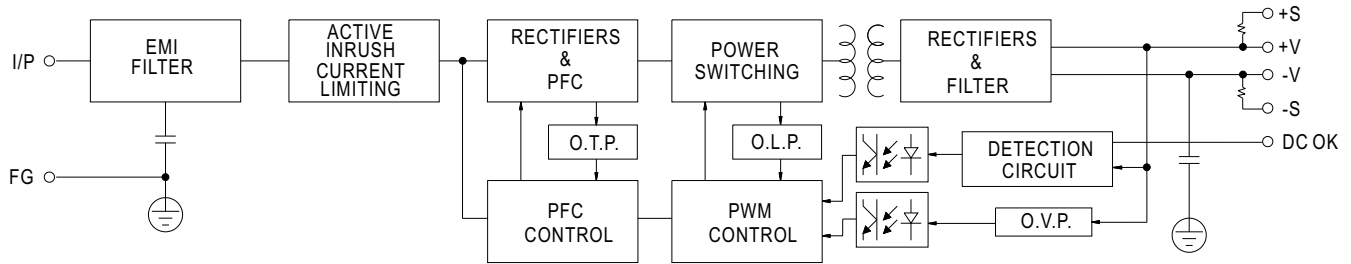 I/P
EMI
FILTER
ACTIVE
INRUSH
CURRENT
LIMITING
RECTIFIERS
&
PFC
POWER
SWITCHING
RECTIFIERS
&
FILTER
+S
+V
-V
-S
DC OK
O.T.P.
O.L.P.
DETECTION
CIRCUIT
FG
PFC
CONTROL
PWM
CONTROL
O.V.P.